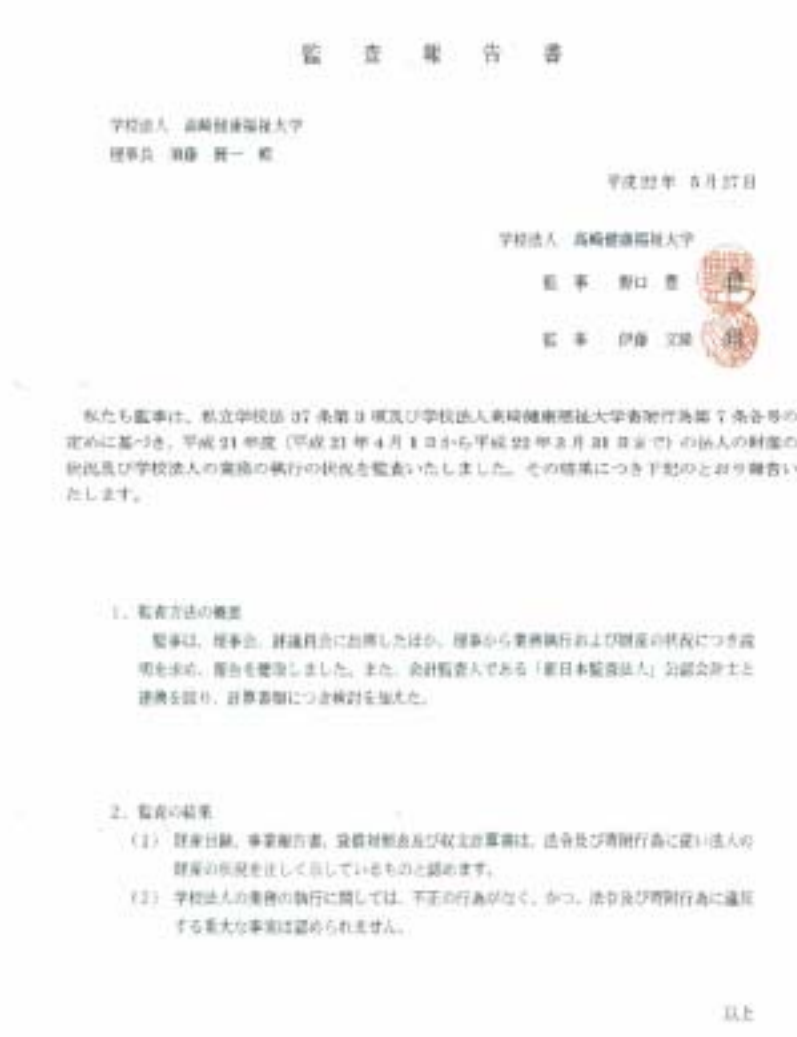 監 査 報 告 書
学校法人 高崎健康福祉大学
理事長 須藤 賢一 殿
平成22年 5月27日
学校法人 高崎健康福祉大学
監 事 野口 豊
監 事 伊藤 文隆
私たち監事は、私立学校法 37 条第 3 項及び学校法人高崎健康福祉大学寄附行為第 7 条各号の
定めに基づき、平成 21 年度（平成 21 年 4 月 1 日から平成 22 年 3 月 31 日まで）の法人の財産の
状況及び学校法人の業務の執行の状況を監査いたしました。その結果につき下記のとおり報告い
たします。
1．監査方法の概要
監事は、理事会、評議員会に出席したほか、理事から業務執行および財産の状況につき説
明を求め、報告を聴取しました。また、会計監査人である「新日本監査法人」公認会計士と
連携を図り、計算書類につき検討を加えた。
2．監査の結果
（1） 財産目録、事業報告書、貸借対照表及び収支計算書は、法令及び寄附行為に従い法人の
財産の状況を正しく示しているものと認めます。
（2） 学校法人の業務の執行に関しては、不正の行為がなく、かつ、法令及び寄附行為に違反
する重大な事実は認められません。
以上